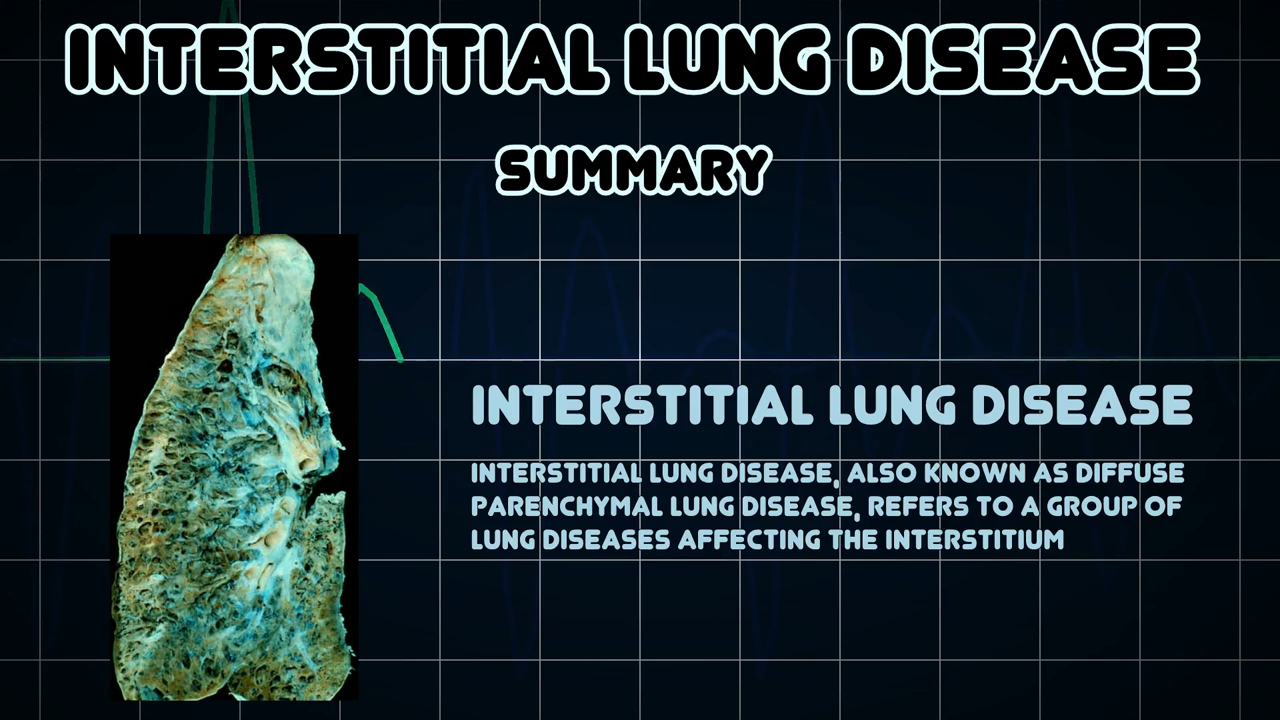 INTERSTITIAL LUNG DISEASE
SUMMARY
INTERSTITIAL LUNG DISEASE
INTERSTITIAL LUNG DISEASE, ALSO KNOWN AS DIFFUSE
PARENCHYMAL LUNG DISEASE, REFERS TO A GROUP OF
LUNG DISEASES AFFECTING THE INTERSTITIUM